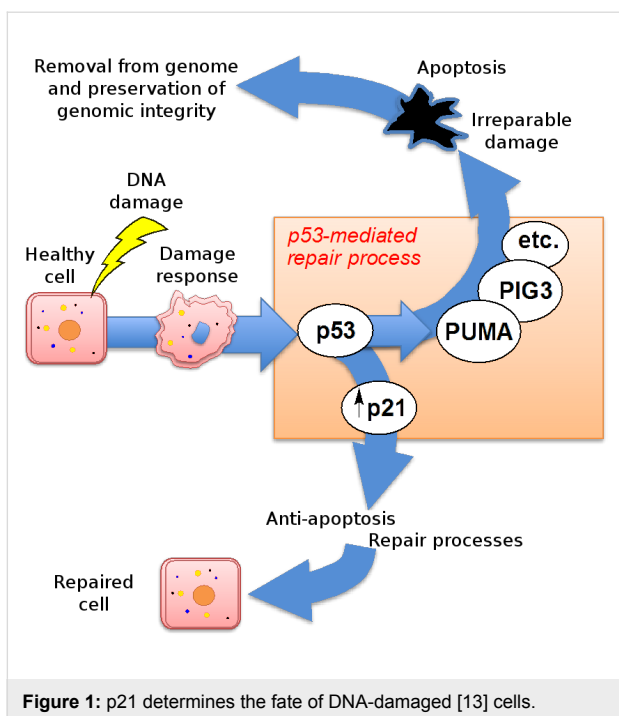 Removal from genome
and preservation of
genomic integrity
Apoptosis
Irreparable
damage
DNA
damage
Healthy
cell
Damage
response
p53-mediated
repair process
etc.
PIG3
PUMA
p53
p21
Anti-apoptosis
Repair processes
Repaired
cell
Figure 1: p21 determines the fate of DNA-damaged [13] cells.